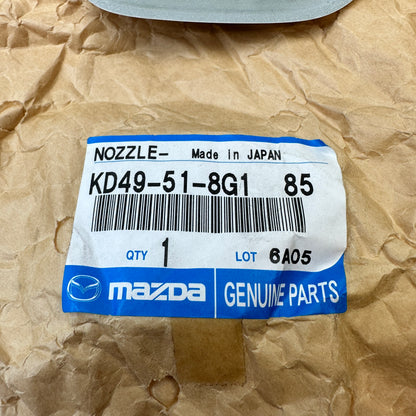 NOZZLE- Made in JAPAN
KD49-51-8G1 85
QTY 1 LOT 6A05
mazda GENUINE PARTS